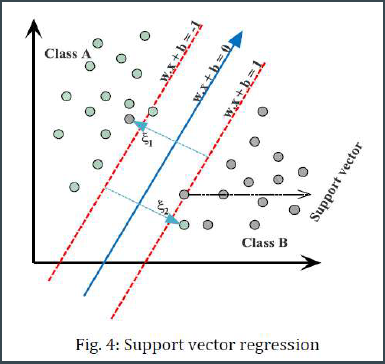 Class A
w.x + b = -1
w.x + b = 0
w.x + b = 1
ξ1
ξ2
Support vector
Class B
Fig. 4: Support vector regression